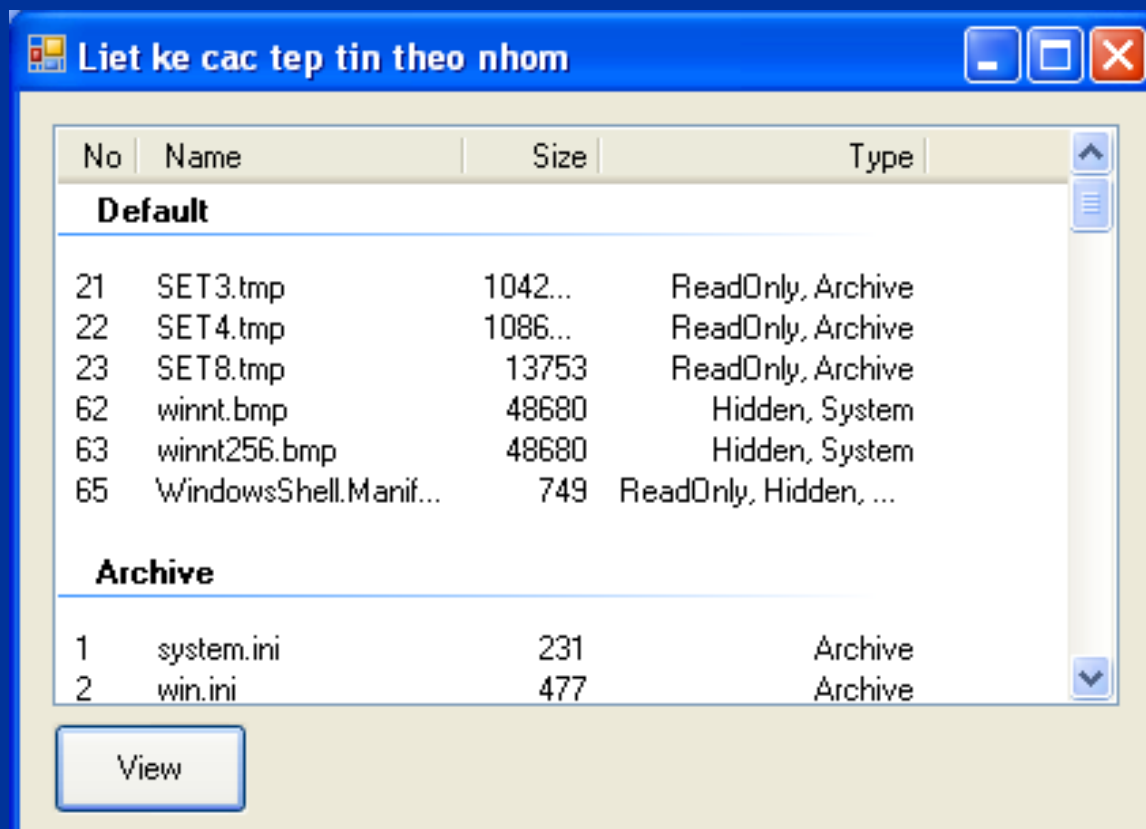 Liet ke cac tep tin theo nhom
No Name Size Type
Default
21 SET3.tmp 1042... ReadOnly, Archive
22 SET4.tmp 1086... ReadOnly, Archive
23 SET8.tmp 13753 ReadOnly, Archive
62 winnt.bmp 48680 Hidden, System
63 winnt256.bmp 48680 Hidden, System
65 WindowsShell.Manif... 749 ReadOnly, Hidden, ...
Archive
1 system.ini 231 Archive
2 win.ini 477 Archive
View